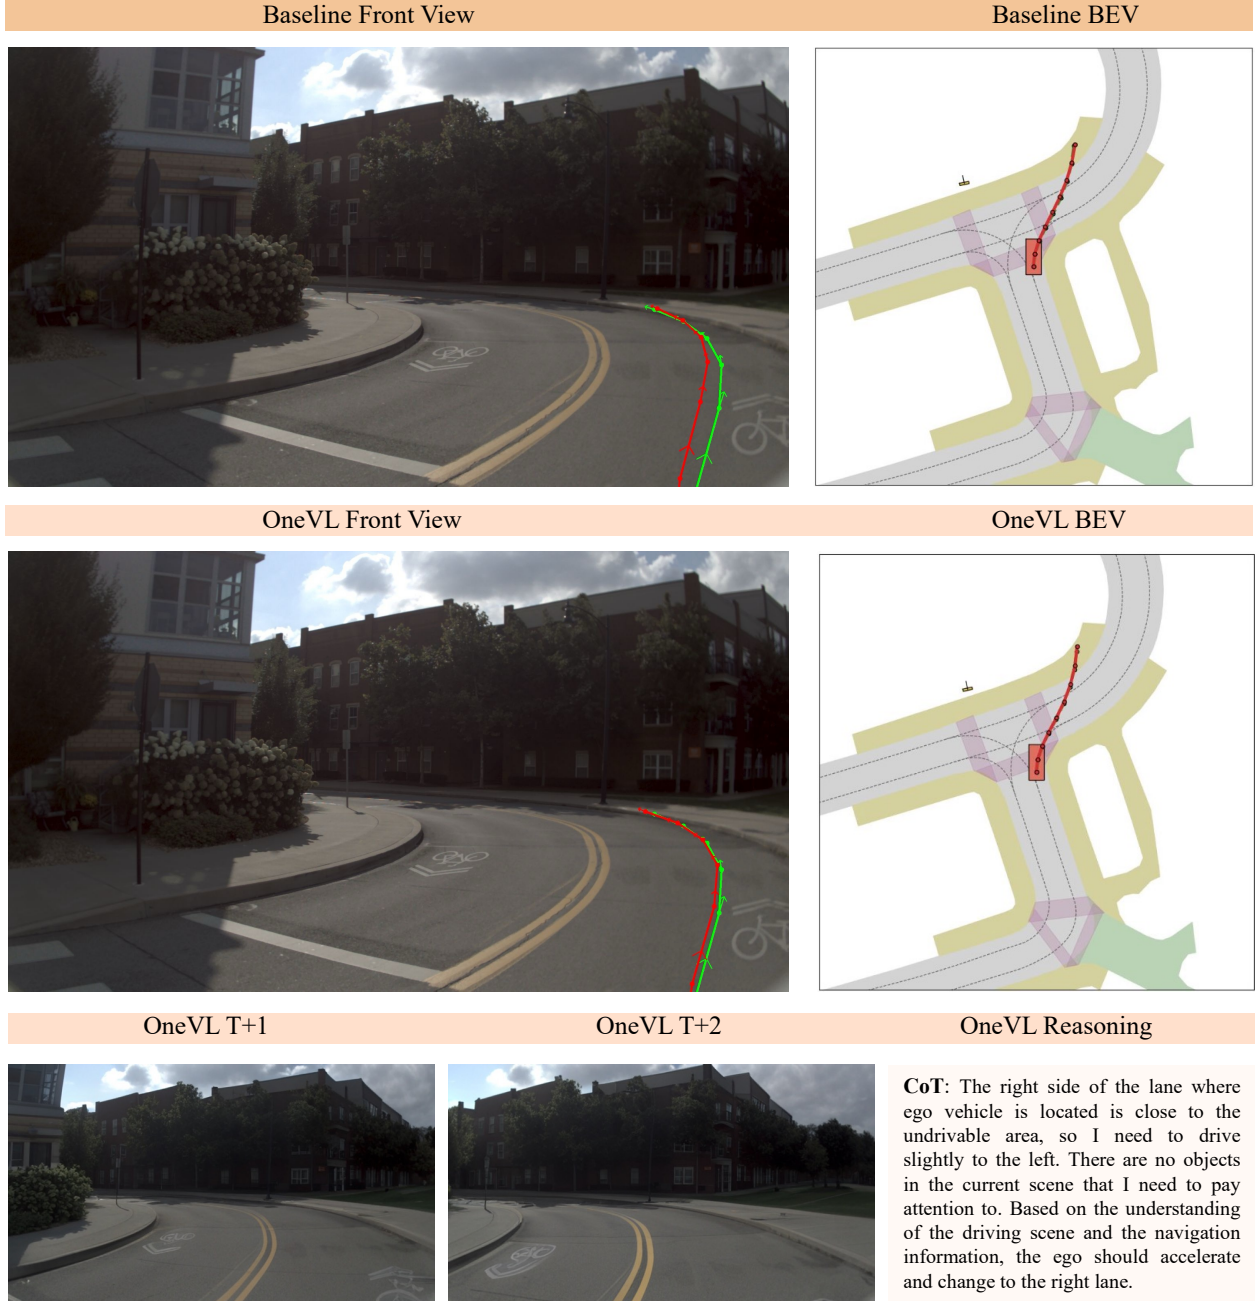 Baseline Front View
Baseline BEV
OneVL Front View
OneVL BEV
OneVL T+1
OneVL T+2
OneVL Reasoning
CoT: The right side of the lane where
ego vehicle is located is close to the
undrivable area, so I need to drive
slightly to the left. There are no objects
in the current scene that I need to pay
attention to. Based on the understanding
of the driving scene and the navigation
information, the ego should accelerate
and change to the right lane.